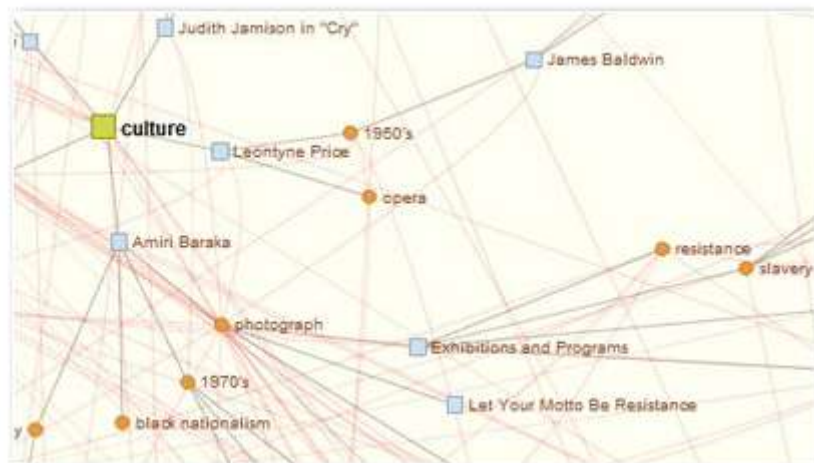 Judith Jamison in "Cry"
James Baldwin
culture
1950's
Leontyne Price
opera
Amiri Baraka
resistance
slavery
photograph
Exhibitions and Programs
1970's
Let Your Motto Be Resistance
black nationalism
y